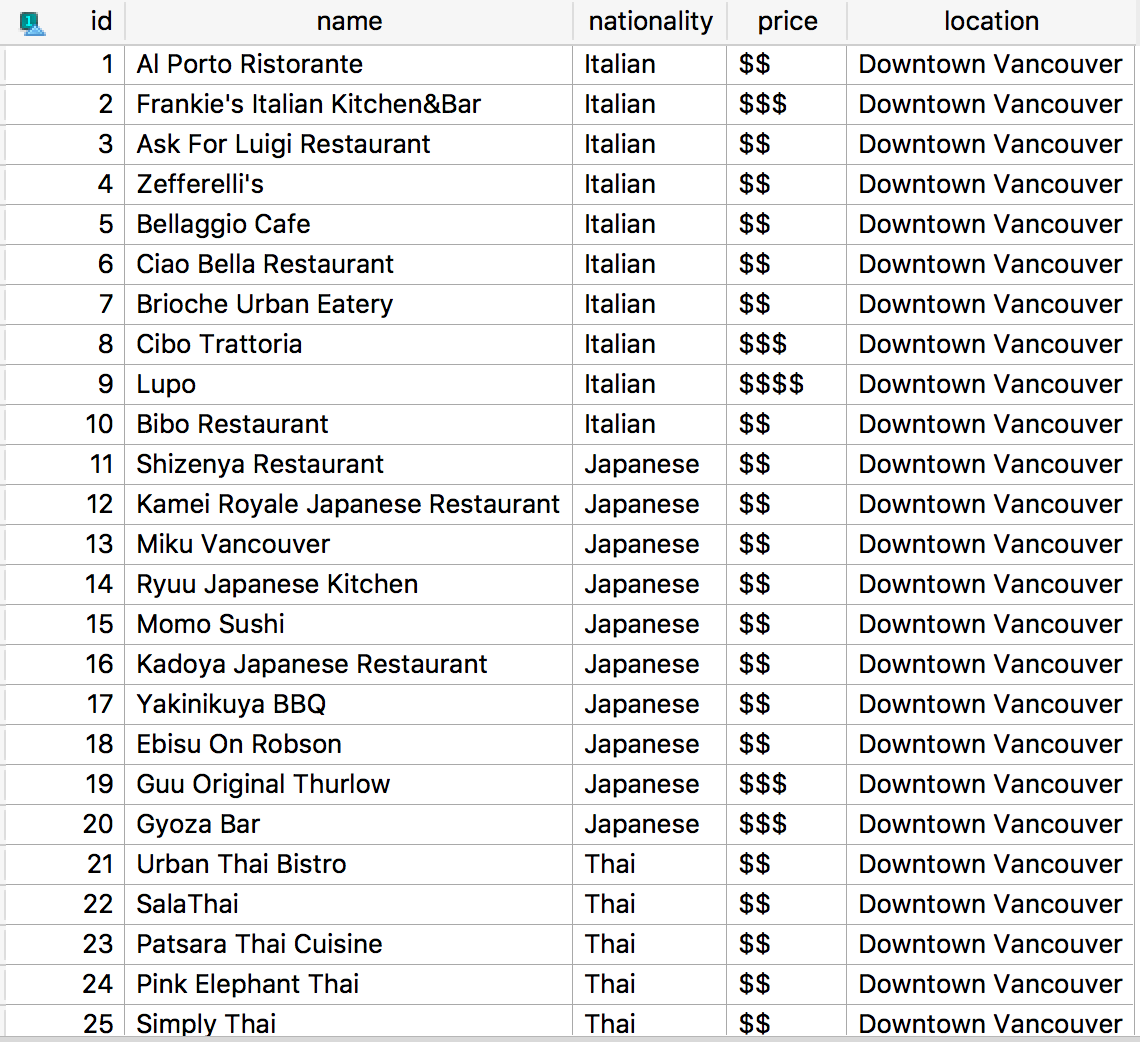 1 id name nationality price location
1 Al Porto Ristorante Italian $$ Downtown Vancouver
2 Frankie's Italian Kitchen&Bar Italian $$$ Downtown Vancouver
3 Ask For Luigi Restaurant Italian $$ Downtown Vancouver
4 Zefferelli's Italian $$ Downtown Vancouver
5 Bellaggio Cafe Italian $$ Downtown Vancouver
6 Ciao Bella Restaurant Italian $$ Downtown Vancouver
7 Brioche Urban Eatery Italian $$ Downtown Vancouver
8 Cibo Trattoria Italian $$$ Downtown Vancouver
9 Lupo Italian $$$$ Downtown Vancouver
10 Bibo Restaurant Italian $$ Downtown Vancouver
11 Shizenya Restaurant Japanese $$ Downtown Vancouver
12 Kamei Royale Japanese Restaurant Japanese $$ Downtown Vancouver
13 Miku Vancouver Japanese $$ Downtown Vancouver
14 Ryuu Japanese Kitchen Japanese $$ Downtown Vancouver
15 Momo Sushi Japanese $$ Downtown Vancouver
16 Kadoya Japanese Restaurant Japanese $$ Downtown Vancouver
17 Yakinikuya BBQ Japanese $$ Downtown Vancouver
18 Ebisu On Robson Japanese $$ Downtown Vancouver
19 Guu Original Thurlow Japanese $$$ Downtown Vancouver
20 Gyoza Bar Japanese $$$ Downtown Vancouver
21 Urban Thai Bistro Thai $$ Downtown Vancouver
22 SalaThai Thai $$ Downtown Vancouver
23 Patsara Thai Cuisine Thai $$ Downtown Vancouver
24 Pink Elephant Thai Thai $$ Downtown Vancouver
25 Simply Thai Thai $$ Downtown Vancouver